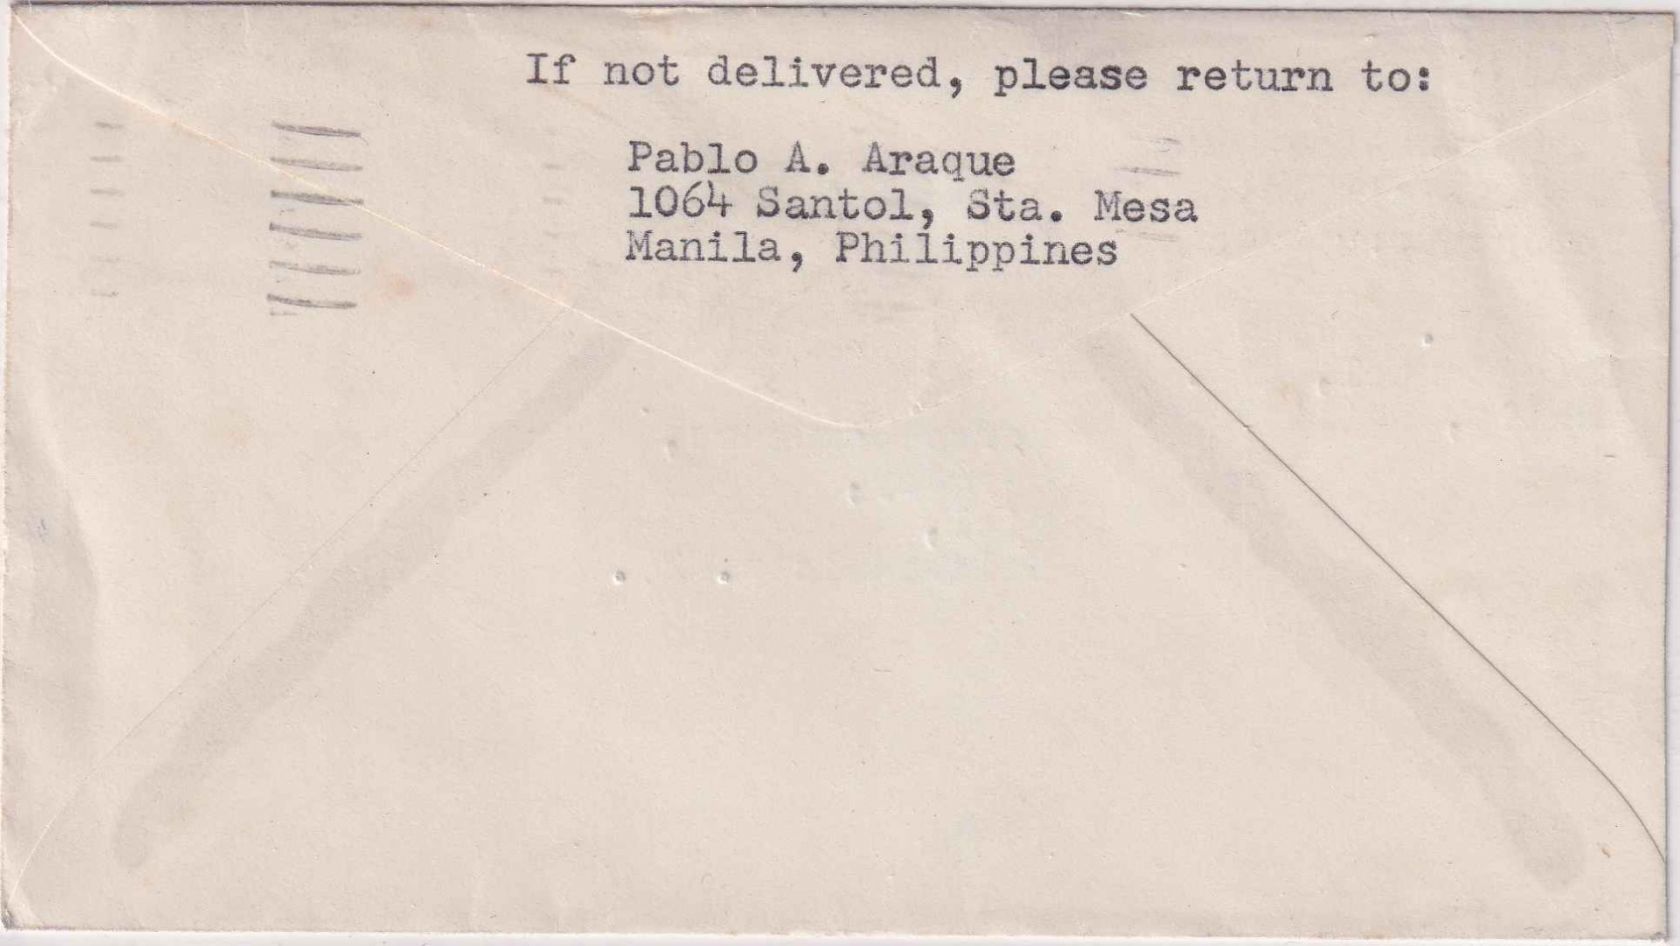 If not delivered, please return to:
Pablo A. Araque
1064 Santol, Sta. Mesa
Manila, Philippines